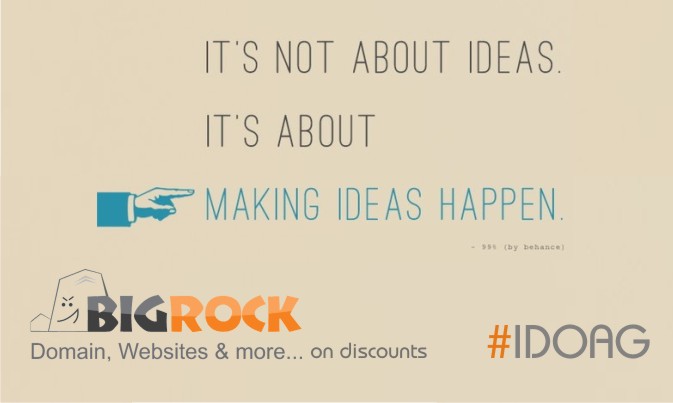 IT'S NOT ABOUT IDEAS.
IT'S ABOUT
MAKING IDEAS HAPPEN.
- 99% (by behance)
BIGROCK
Domain, Websites & more... on discounts
#IDOAG